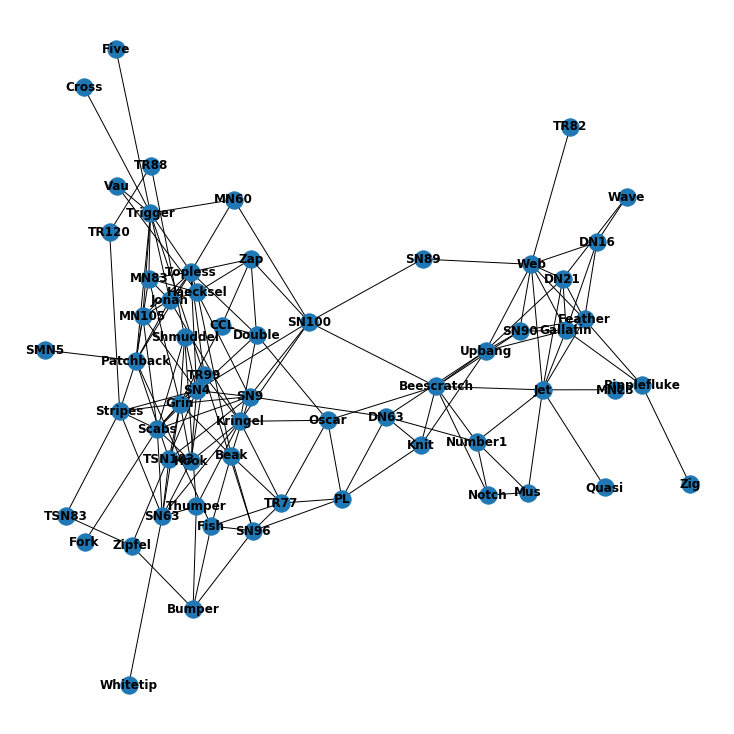 Five
Cross
TR82
TR88
Vau
Wave
MN60
Trigger
TR120
DN16
Zap
SN89
Web
Topless
MN83
DN21
Haecksel
Jonah
MN105
Feather
SN100
CCL
SN90
Gallatin
Double
Shmuddel
SMN5
Upbang
Patchback
TR99
Beescratch
Ripplefluke
SN4
Jet
MN23
SN9
Grin
Stripes
DN63
Kringel
Oscar
Scabs
Number1
Knit
Beak
TSN103
Hook
Zig
Quasi
Mus
Notch
PL
TR77
Thumper
TSN83
SN63
Fish
SN96
Fork
Zipfel
Bumper
Whitetip